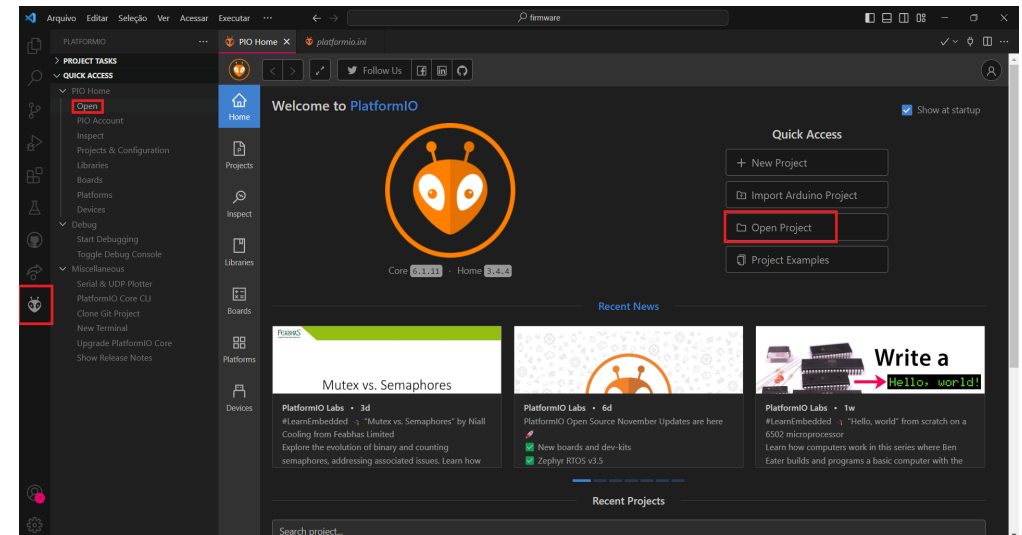 Arquivo Editar Seleção Ver Acessar Executar ··· firmware
PLATFORMIO ···
PIO Home platformio.ini
PROJECT TASKS
QUICK ACCESS
PIO Home
Open
PIO Account
Inspect
Projects & Configuration
Libraries
Boards
Platforms
Devices
Debug
Start Debugging
Toggle Debug Console
Miscellaneous
Serial & UDP Plotter
PlatformIO Core CLI
Clone Git Project
New Terminal
Upgrade PlatformIO Core
Show Release Notes
Follow Us
Home
Projects
Inspect
Libraries
Boards
Platforms
Devices
Welcome to PlatformIO
Show at startup
Core 6.1.11 · Home 3.4.4
Quick Access
New Project
Import Arduino Project
Open Project
Project Examples
Recent News
Feabhas
Mutex vs. Semaphores
PlatformIO Labs • 3d
#LearnEmbedded "Mutex vs. Semaphores" by Niall
Cooling from Feabhas Limited
Explore the evolution of binary and counting
semaphores, addressing associated issues. Learn how
PlatformIO Labs • 6d
PlatformIO Open Source November Updates are here
New boards and dev-kits
Zephyr RTOS v3.5
Write a
Hello, world!
PlatformIO Labs • 1w
#LearnEmbedded "Hello, world" from scratch on a
6502 microprocessor
Learn how computers work in this series where Ben
Eater builds and programs a basic computer with the
Recent Projects
Search project...